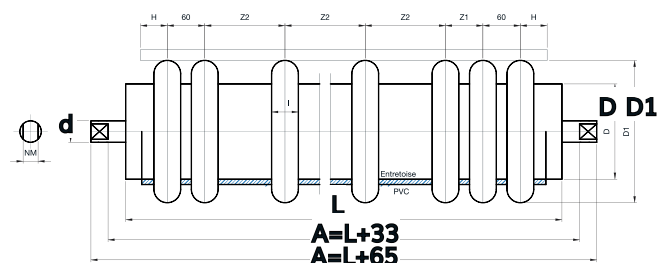 H 60 Z2 Z2 Z2 Z1 60 H
I
d
D D1
D D1
NM
Entretoise
PVC
L
A=L+33
A=L+65